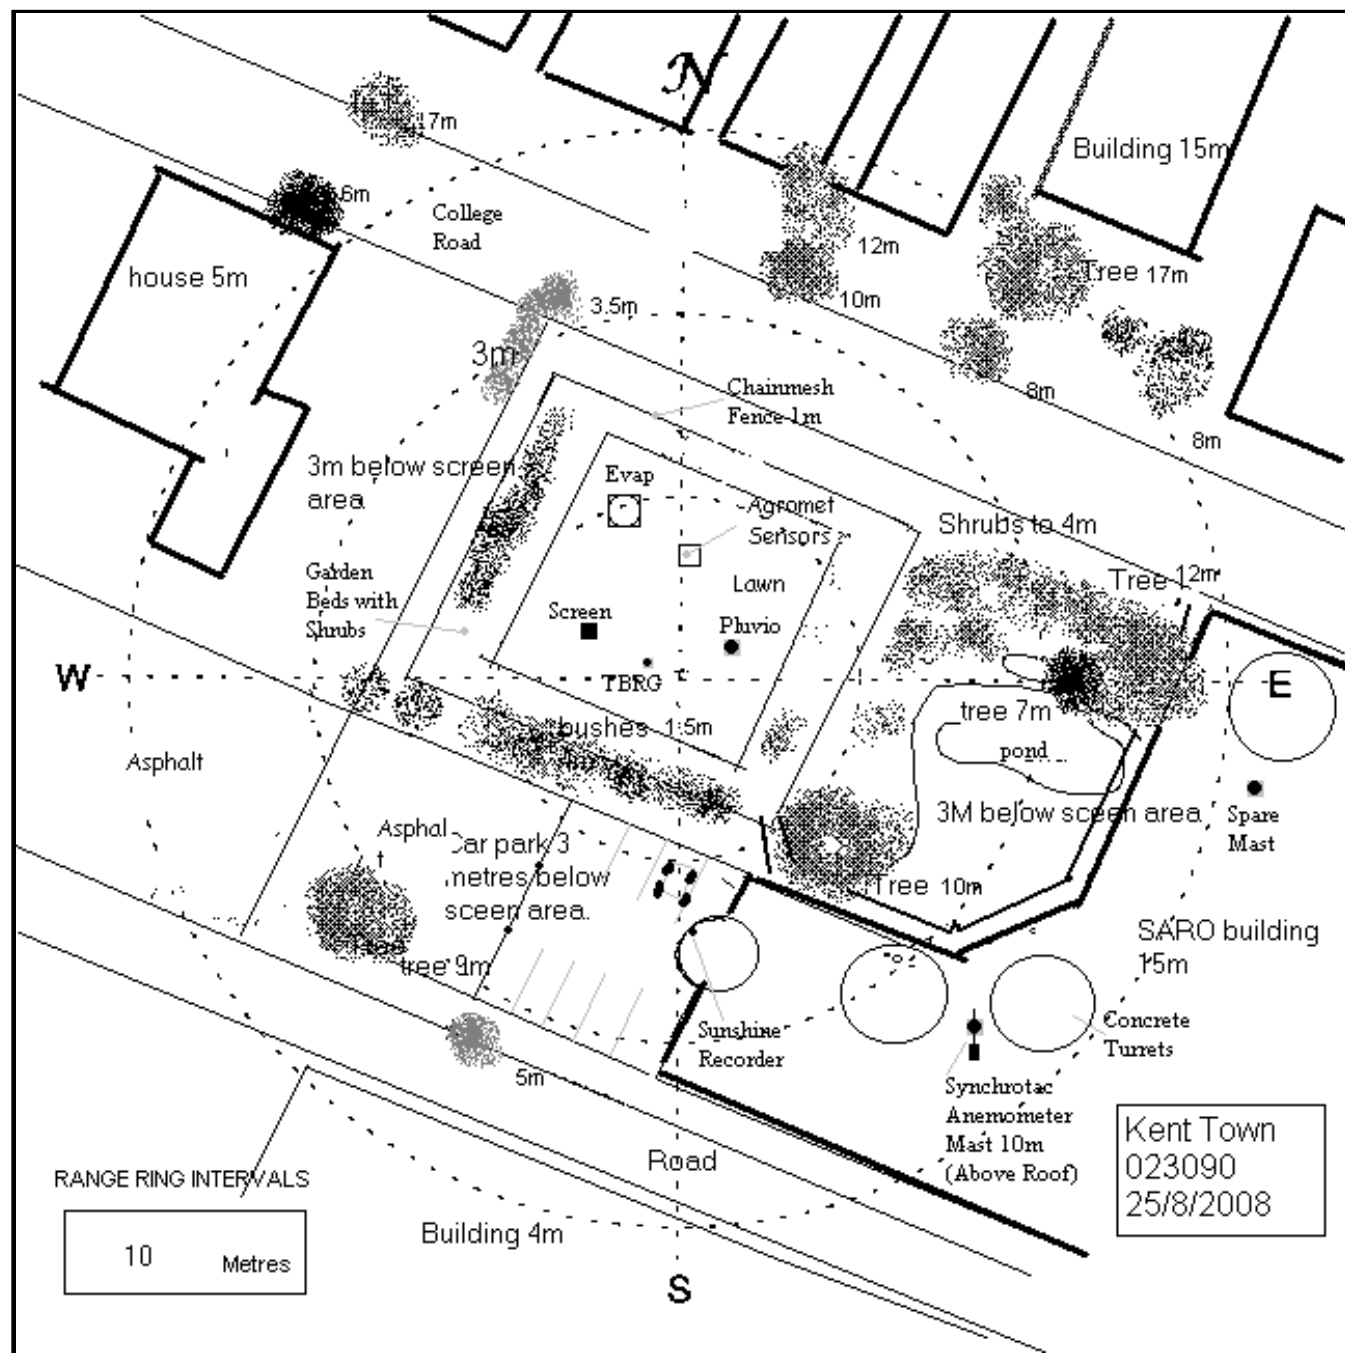 N
17m
6m
College
Road
house 5m
Building 15m
12m
10m
Tree 17m
8m
8m
3.5m
3m
Chainmesh
Fence 1m
3m below screen
area
Evap
Agromet
Sensors
Shrubs to 4m
Tree 12m
Garden
Beds with
Shrubs
Screen
Lawn
Pluvio
TBRG
W
E
bushes 1.5m
tree 7m
pond
Asphalt
3M below sceen area
Spare
Mast
Asphal
t
car park 3
metres below
sceen area.
Tree 10m
SARO building
15m
Tree
tree 9m
5m
Sunshine
Recorder
Concrete
Turrets
Synchrotac
Anemometer
Mast 10m
(Above Roof)
Road
Building 4m
S
RANGE RING INTERVALS
10 Metres
Kent Town
023090
25/8/2008